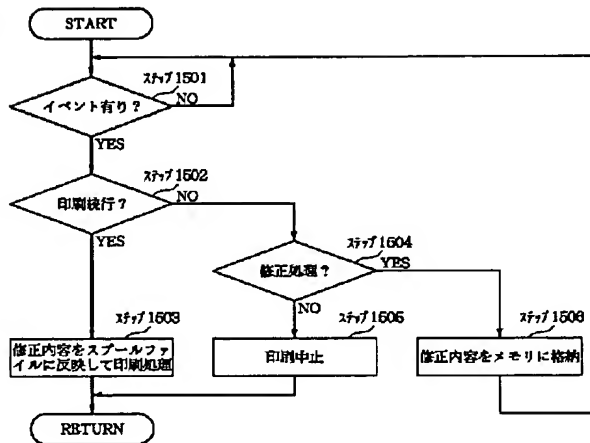 START
ステップ1501
イベント有り?
NO
YES
ステップ1502
印刷続行?
NO
YES
ステップ1504
修正処理?
YES
NO
ステップ1503
修正内容をスプールファ
イルに反映して印刷処理
ステップ1505
印刷中止
ステップ1506
修正内容をメモリに格納
RETURN